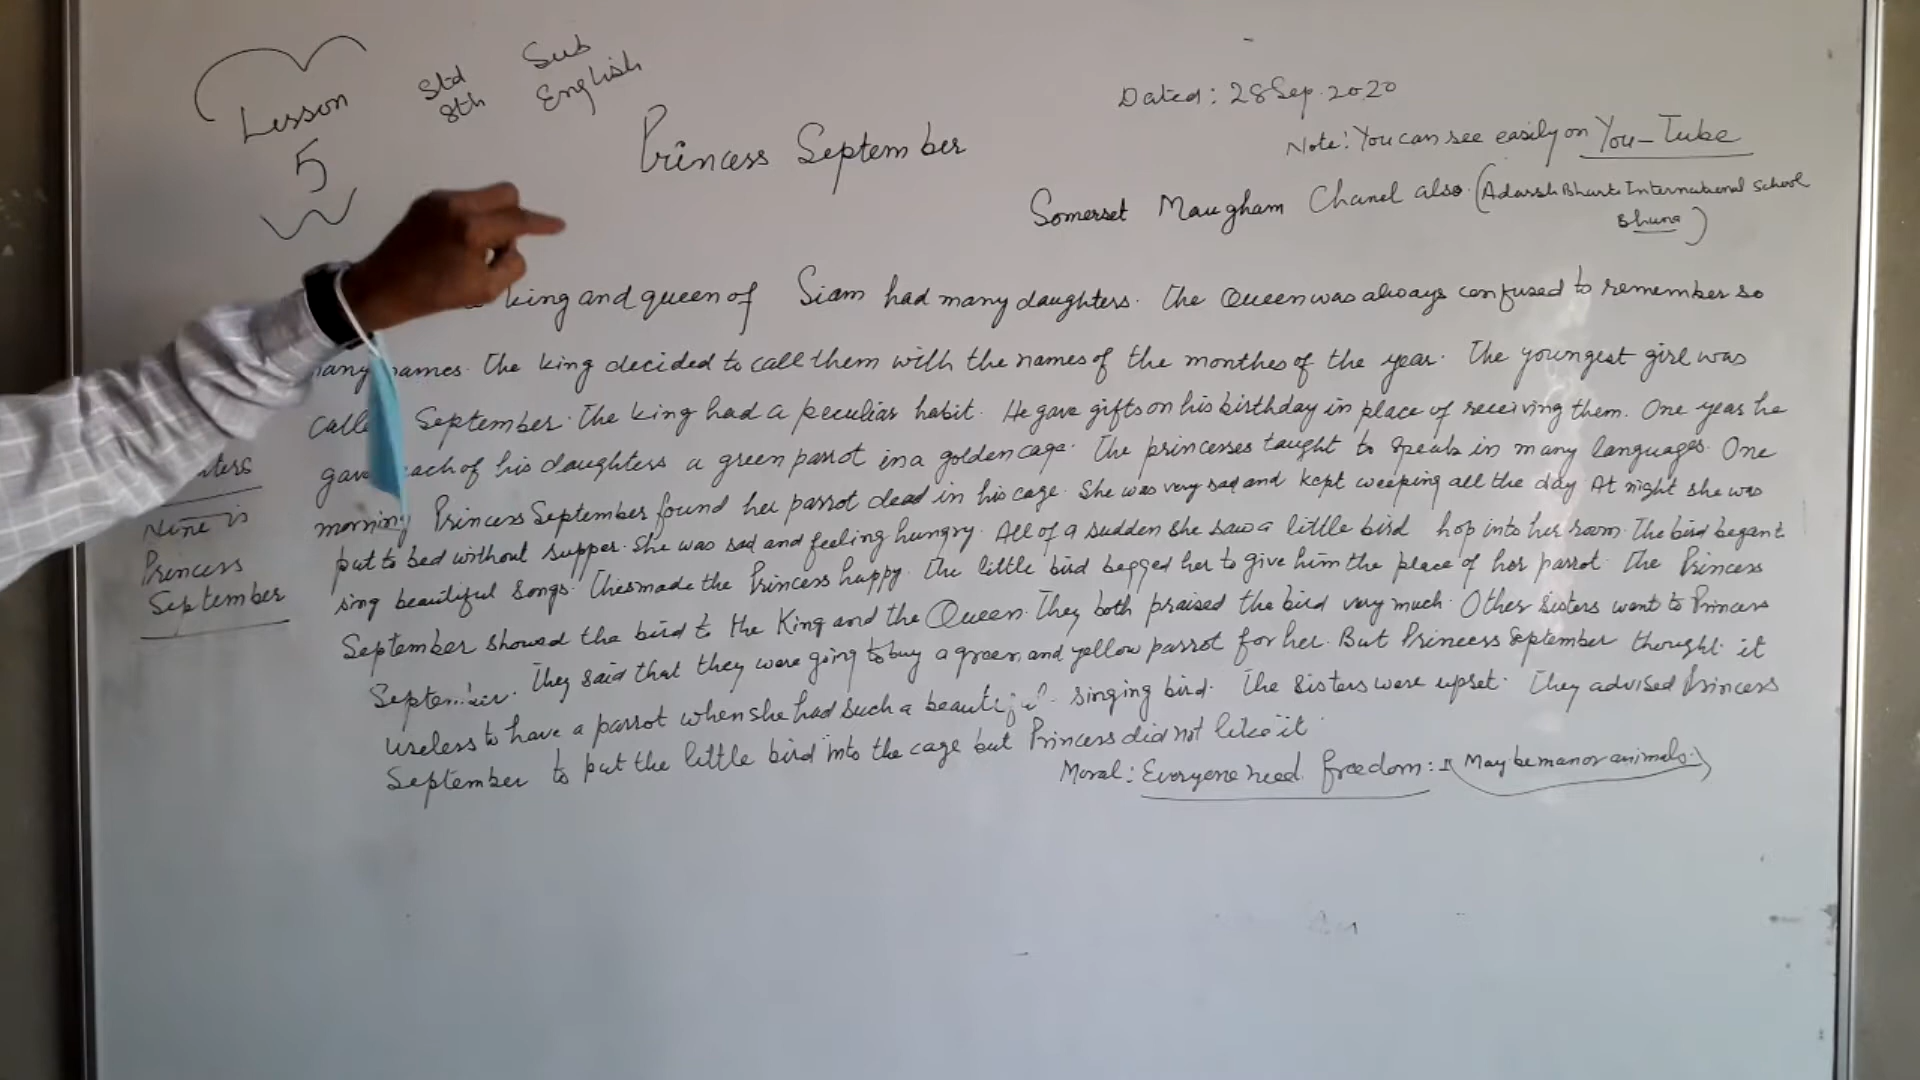 Lesson
5
Std
8th
Sub
English
Princess September
Dated: 28 Sep. 2020
Note: You can see easily on You-Tube
Somerset Maugham Chanel also (Adarsh Bharti International School
Bhuna)
king and queen of Siam had many daughters. The Queen was always confused to remember so
names. The king decided to call them with the names of the monthes of the year. The youngest girl was
September. The king had a peculiar habit. He gave gifts on his birthday in place of receiving them. One year he
of his daughters a green parrot in a golden cage. The princesses taught to speak in many languages. One
morning Princess September found her parrot dead in his cage. She was very sad and kept weeping all the day. At night she was
put to bed without supper. She was sad and feeling hungry. All of a sudden she saw a little bird hop into her room. The bird began t
sing beautiful songs. This made the Princess happy. The little bird begged her to give him the place of her parrot. The Princess
September showed the bird to the King and the Queen. They both praised the bird very much. Other sisters went to Princess
September. They said that they were going to buy a green and yellow parrot for her. But Princess September thought it
useless to have a parrot when she had such a beautiful singing bird. The sisters were upset. They advised Princess
September to put the little bird into the cage but Princess did not like it.
Moral: Everyone need freedom: (May be man or animals.)
Nine is
Princess
September